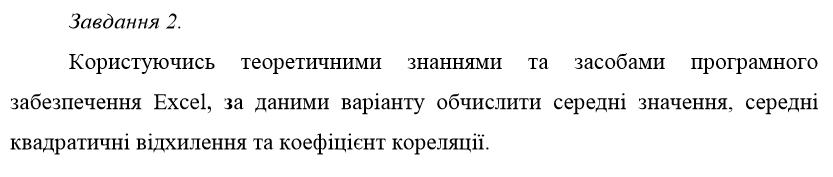 Завдання 2.
Користуючись теоретичними знаннями та засобами програмного
забезпечення Excel, за даними варіанту обчислити середні значення, середні
квадратичні відхилення та коефіцієнт кореляції.